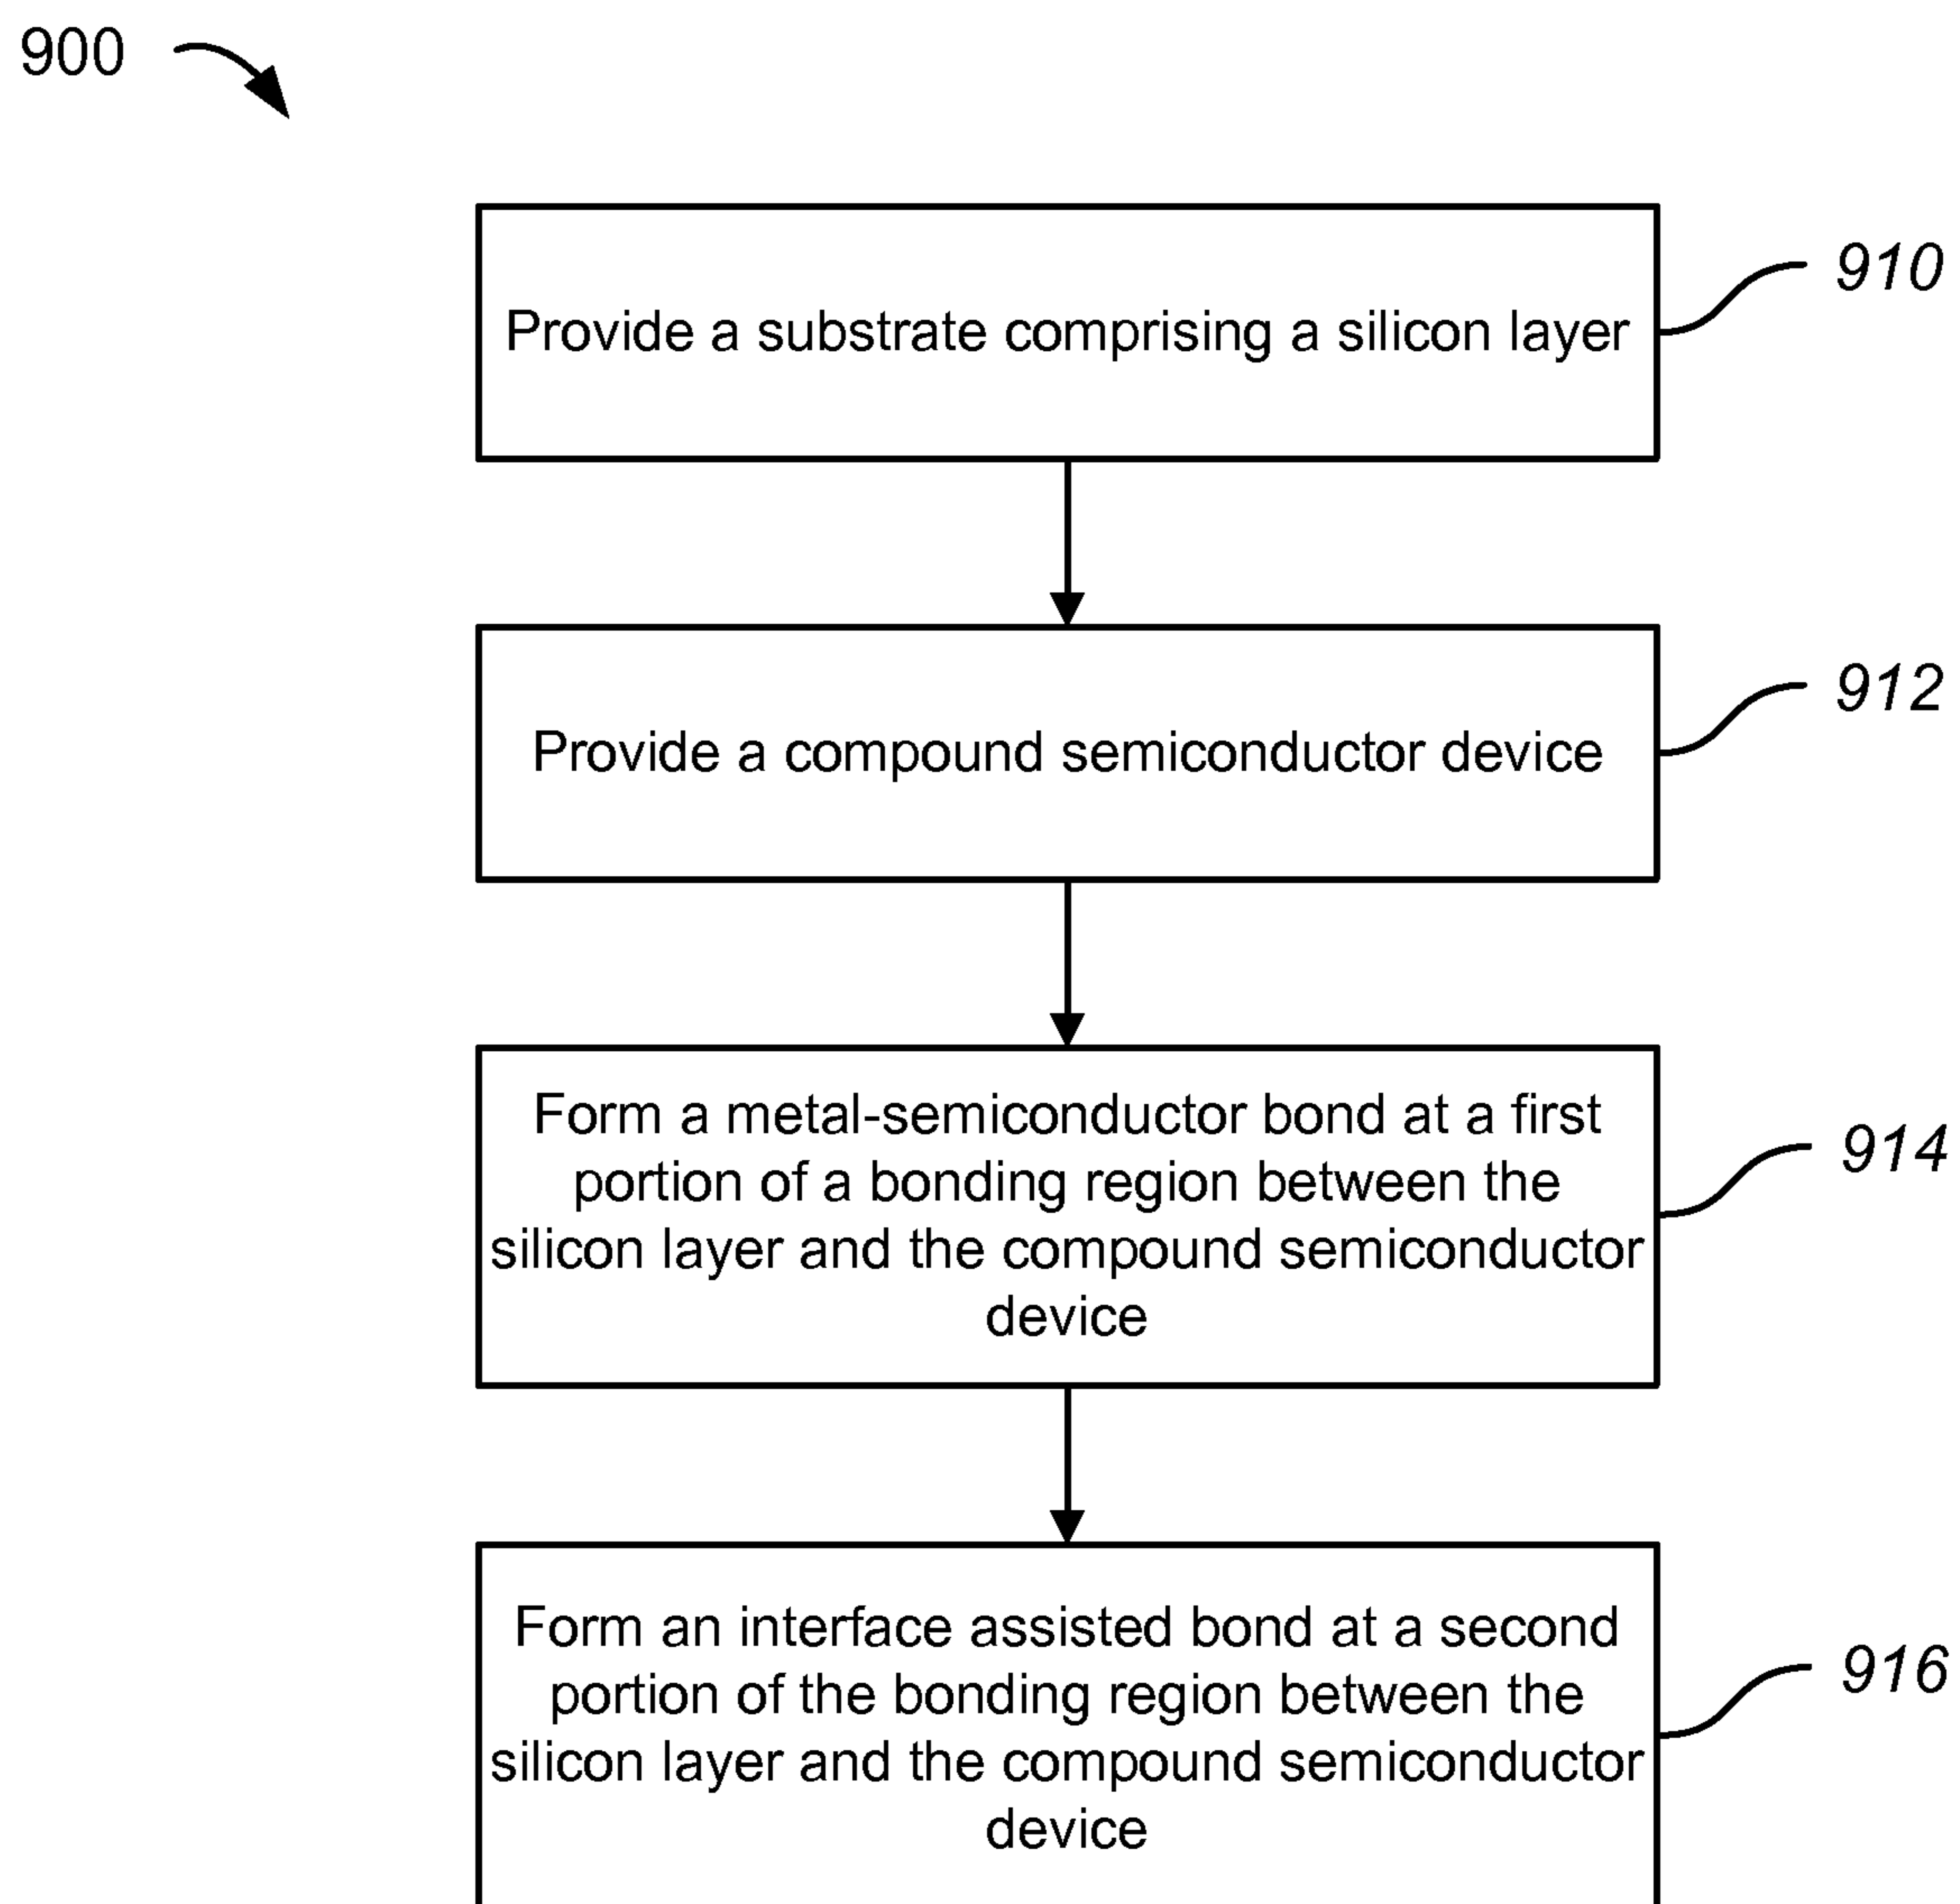 900
Provide a substrate comprising a silicon layer
910
Provide a compound semiconductor device
912
Form a metal-semiconductor bond at a first
portion of a bonding region between the
silicon layer and the compound semiconductor
device
914
Form an interface assisted bond at a second
portion of the bonding region between the
silicon layer and the compound semiconductor
device
916